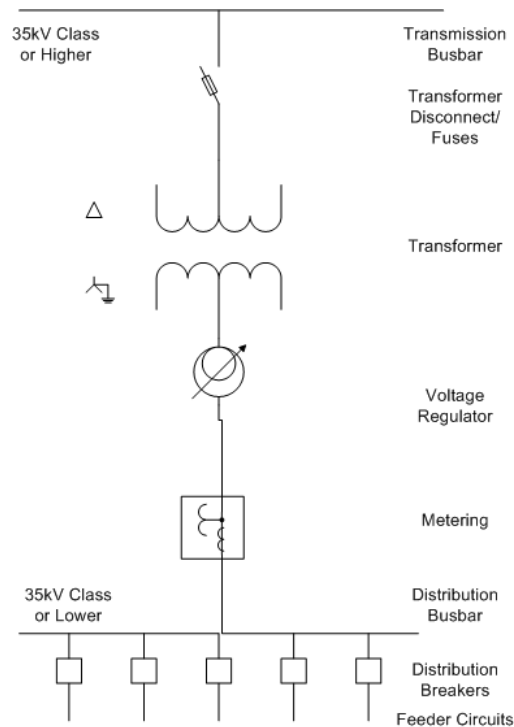 35kV Class
or Higher
Transmission
Busbar
Transformer
Disconnect/
Fuses
Transformer
Voltage
Regulator
Metering
35kV Class
or Lower
Distribution
Busbar
Distribution
Breakers
Feeder Circuits